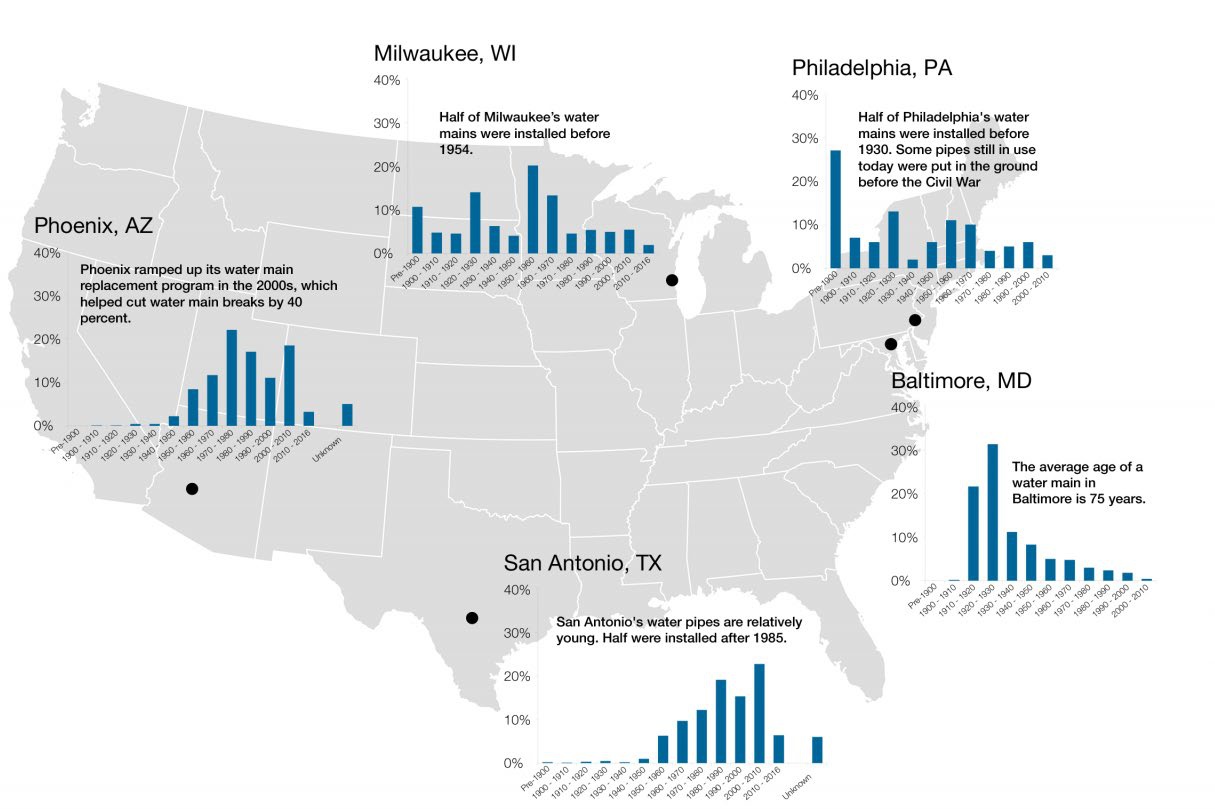 Milwaukee, WI
40%
30%
20%
10%
0%
Half of Milwaukee's water
mains were installed before
1954.
Pre-1900
1900 - 1910
1910 - 1920
1920 - 1930
1930 - 1940
1940 - 1950
1950 - 1960
1960 - 1970
1970 - 1980
1980 - 1990
1990 - 2000
2000 - 2010
2010 - 2016
Philadelphia, PA
40%
30%
20%
10%
0%
Half of Philadelphia's water
mains were installed before
1930. Some pipes still in use
today were put in the ground
before the Civil War
Pre-1900
1900 - 1910
1910 - 1920
1920 - 1930
1930 - 1940
1940 - 1950
1950 - 1960
1960 - 1970
1970 - 1980
1980 - 1990
1990 - 2000
2000 - 2010
Phoenix, AZ
40%
30%
20%
10%
0%
Phoenix ramped up its water main
replacement program in the 2000s, which
helped cut water main breaks by 40
percent.
Pre-1900
1900 - 1910
1910 - 1920
1920 - 1930
1930 - 1940
1940 - 1950
1950 - 1960
1960 - 1970
1970 - 1980
1980 - 1990
1990 - 2000
2000 - 2010
2010 - 2016
Unknown
Baltimore, MD
40%
30%
20%
10%
0%
The average age of a
water main in
Baltimore is 75 years.
Pre-1900
1900 - 1910
1910 - 1920
1920 - 1930
1930 - 1940
1940 - 1950
1950 - 1960
1960 - 1970
1970 - 1980
1980 - 1990
1990 - 2000
2000 - 2010
San Antonio, TX
40%
30%
20%
10%
0%
San Antonio's water pipes are relatively
young. Half were installed after 1985.
Pre-1900
1900 - 1910
1910 - 1920
1920 - 1930
1930 - 1940
1940 - 1950
1950 - 1960
1960 - 1970
1970 - 1980
1980 - 1990
1990 - 2000
2000 - 2010
2010 - 2016
Unknown